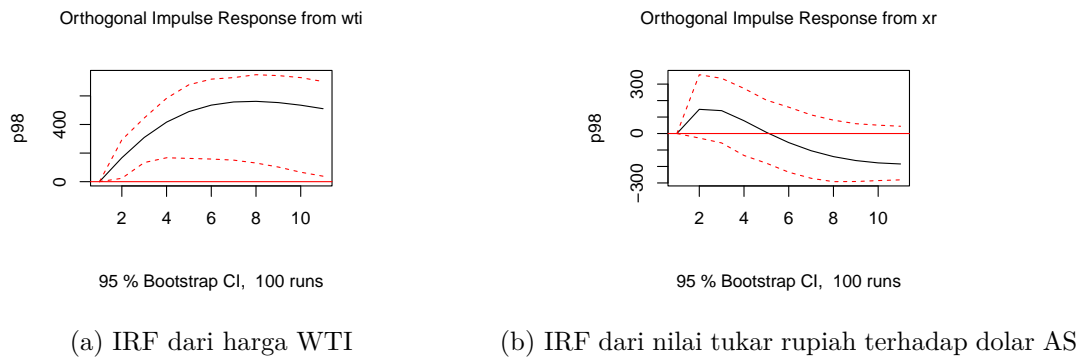 Orthogonal Impulse Response from wti
p98
400
0
2 4 6 8 10
95 % Bootstrap CI,  100 runs
(a) IRF dari harga WTI
Orthogonal Impulse Response from xr
p98
300
0
−300
2 4 6 8 10
95 % Bootstrap CI,  100 runs
(b) IRF dari nilai tukar rupiah terhadap dolar AS